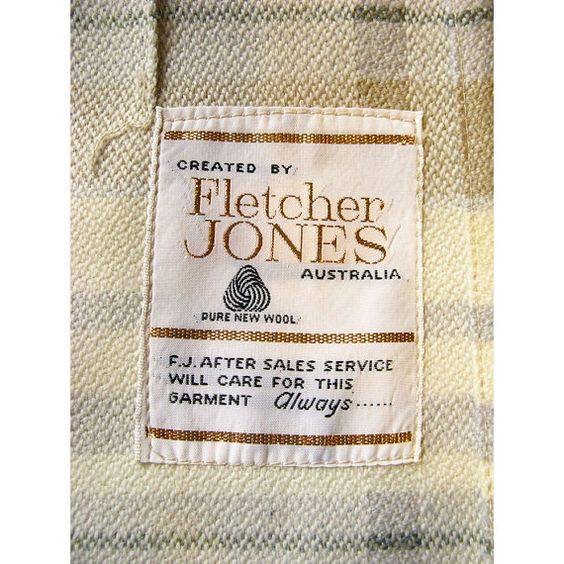 CREATED BY
Fletcher
JONES
AUSTRALIA
PURE NEW WOOL
F.J. AFTER SALES SERVICE
WILL CARE FOR THIS
GARMENT Always......